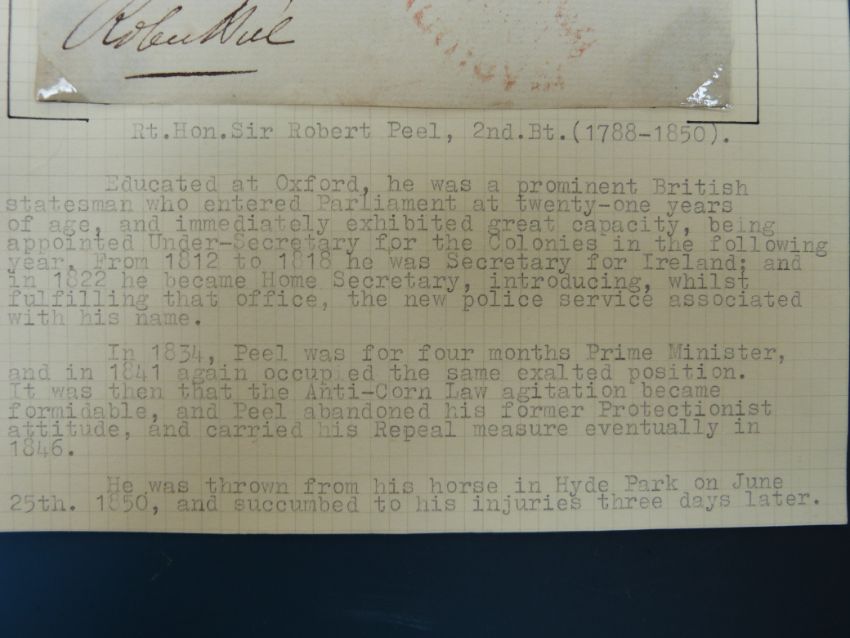 Robert Peel
Rt.Hon.Sir Robert Peel, 2nd.Bt.(1788-1850).
Educated at Oxford, he was a prominent British
statesman who entered Parliament at twenty-one years
of age, and immediately exhibited great capacity, being
appointed Under-Secretary for the Colonies in the following
year. From 1812 to 1818 he was Secretary for Ireland; and
in 1822 he became Home Secretary, introducing, whilst
fulfilling that office, the new police service associated
with his name.
In 1834, Peel was for four months Prime Minister,
and in 1841 again occupied the same exalted position.
It was then that the Anti-Corn Law agitation became
formidable, and Peel abandoned his former Protectionist
attitude, and carried his Repeal measure eventually in
1846.
He was thrown from his horse in Hyde Park on June
25th. 1850, and succumbed to his injuries three days later.